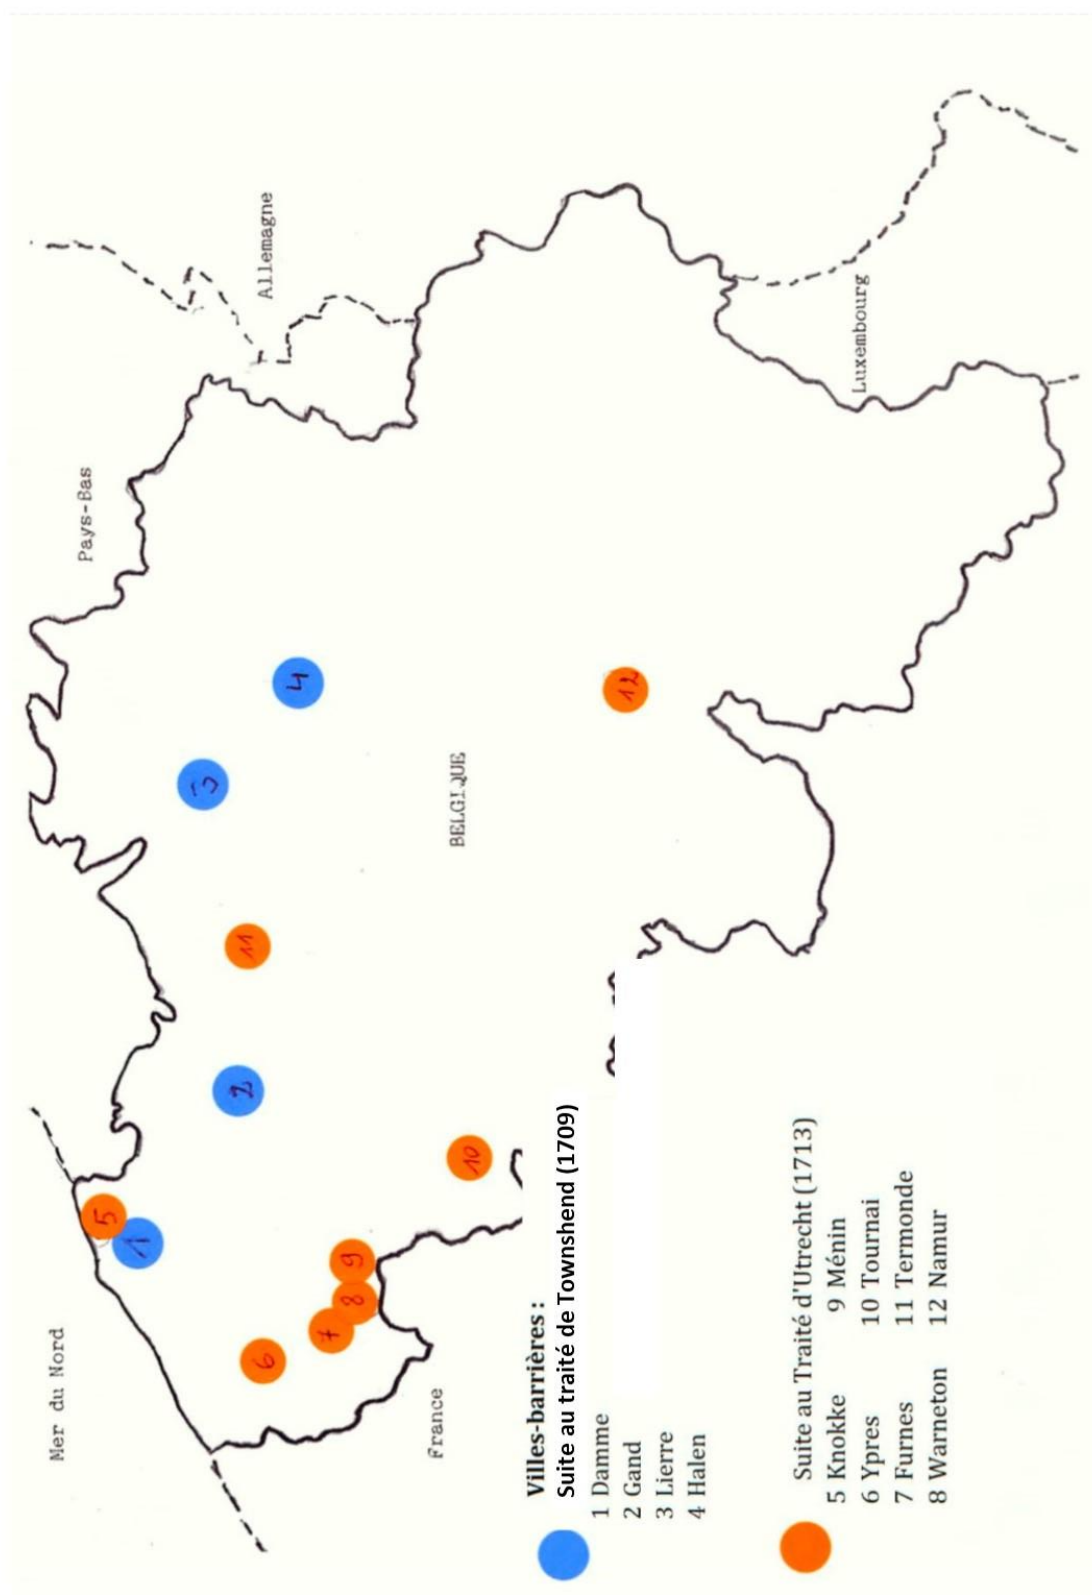 Mer du Nord
Pays-Bas
Allemagne
BELGIQUE
France
Luxembourg
1
2
3
4
5
6
7
8
9
10
11
12
Villes-barrières :
Suite au traité de Townshend (1709)
1 Damme
2 Gand
3 Lierre
4 Halen
Suite au Traité d'Utrecht (1713)
5 Knokke 9 Ménin
6 Ypres 10 Tournai
7 Furnes 11 Termonde
8 Warneton 12 Namur